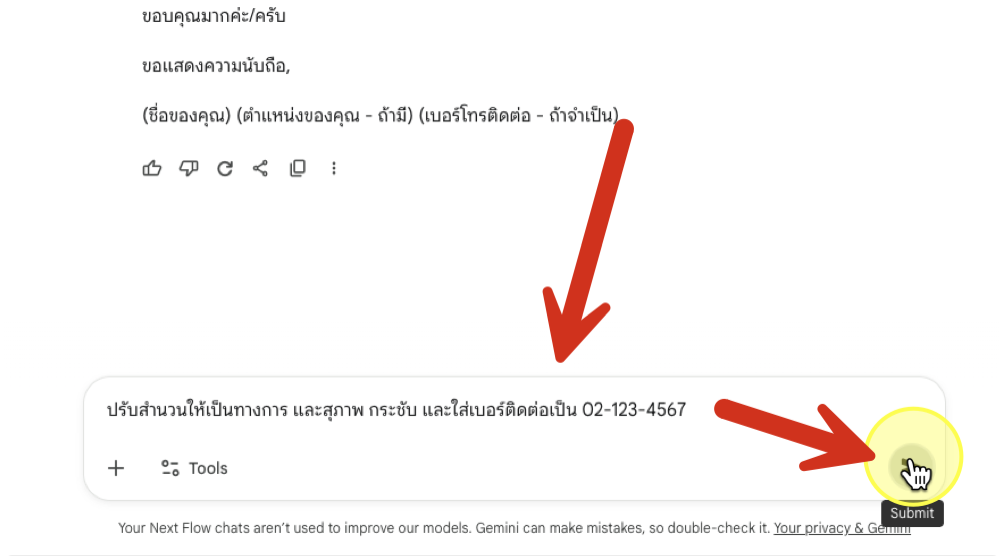 ขอบคุณมากค่ะ/ครับ
ขอแสดงความนับถือ,
(ชื่อของคุณ) (ตำแหน่งของคุณ - ถ้ามี) (เบอร์โทรติดต่อ - ถ้าจำเป็น)
ปรับสำนวนให้เป็นทางการ และสุภาพ กระชับ และใส่เบอร์ติดต่อเป็น 02-123-4567
Tools
Submit
Your Next Flow chats aren’t used to improve our models. Gemini can make mistakes, so double-check it. Your privacy & Gemini